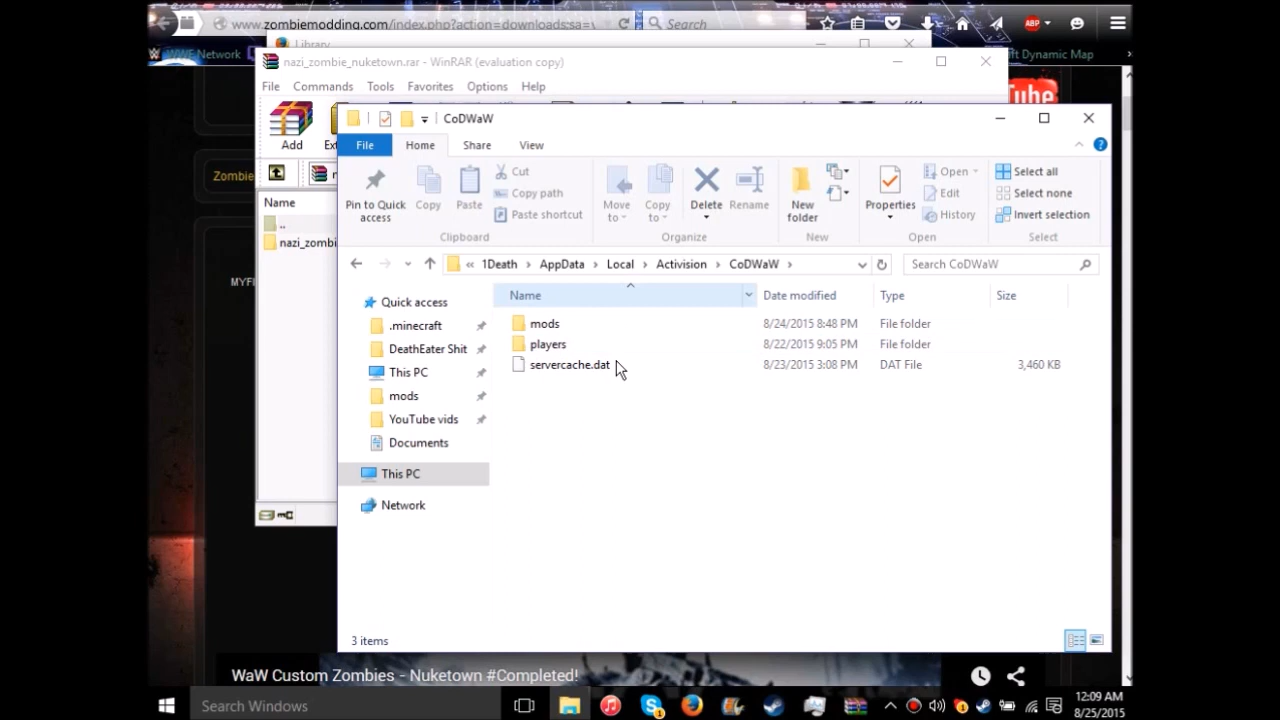 www.zombiemodding.com/index.php?action=downloads;sa=
Search
ABP
WWE Network
Library
ft Dynamic Map
nazi_zombie_nuketown.rar - WinRAR (evaluation copy)
File Commands Tools Favorites Options Help
Add
Name
..
nazi_zombi
Zombie
MYFI
Tube
CoDWaW
File Home Share View
Pin to Quick access
Copy
Paste
Cut
Copy path
Paste shortcut
Clipboard
Move to
Copy to
Delete
Rename
Organize
New folder
New
Properties
Open
Edit
History
Open
Select all
Select none
Invert selection
Select
« 1Death › AppData › Local › Activision › CoDWaW ›
Search CoDWaW
Name Date modified Type Size
mods 8/24/2015 8:48 PM File folder
players 8/22/2015 9:05 PM File folder
servercache.dat 8/23/2015 3:08 PM DAT File 3,460 KB
Quick access
.minecraft
DeathEater Shit
This PC
mods
YouTube vids
Documents
This PC
Network
3 items
WaW Custom Zombies - Nuketown #Completed!
Search Windows
12:09 AM
8/25/2015